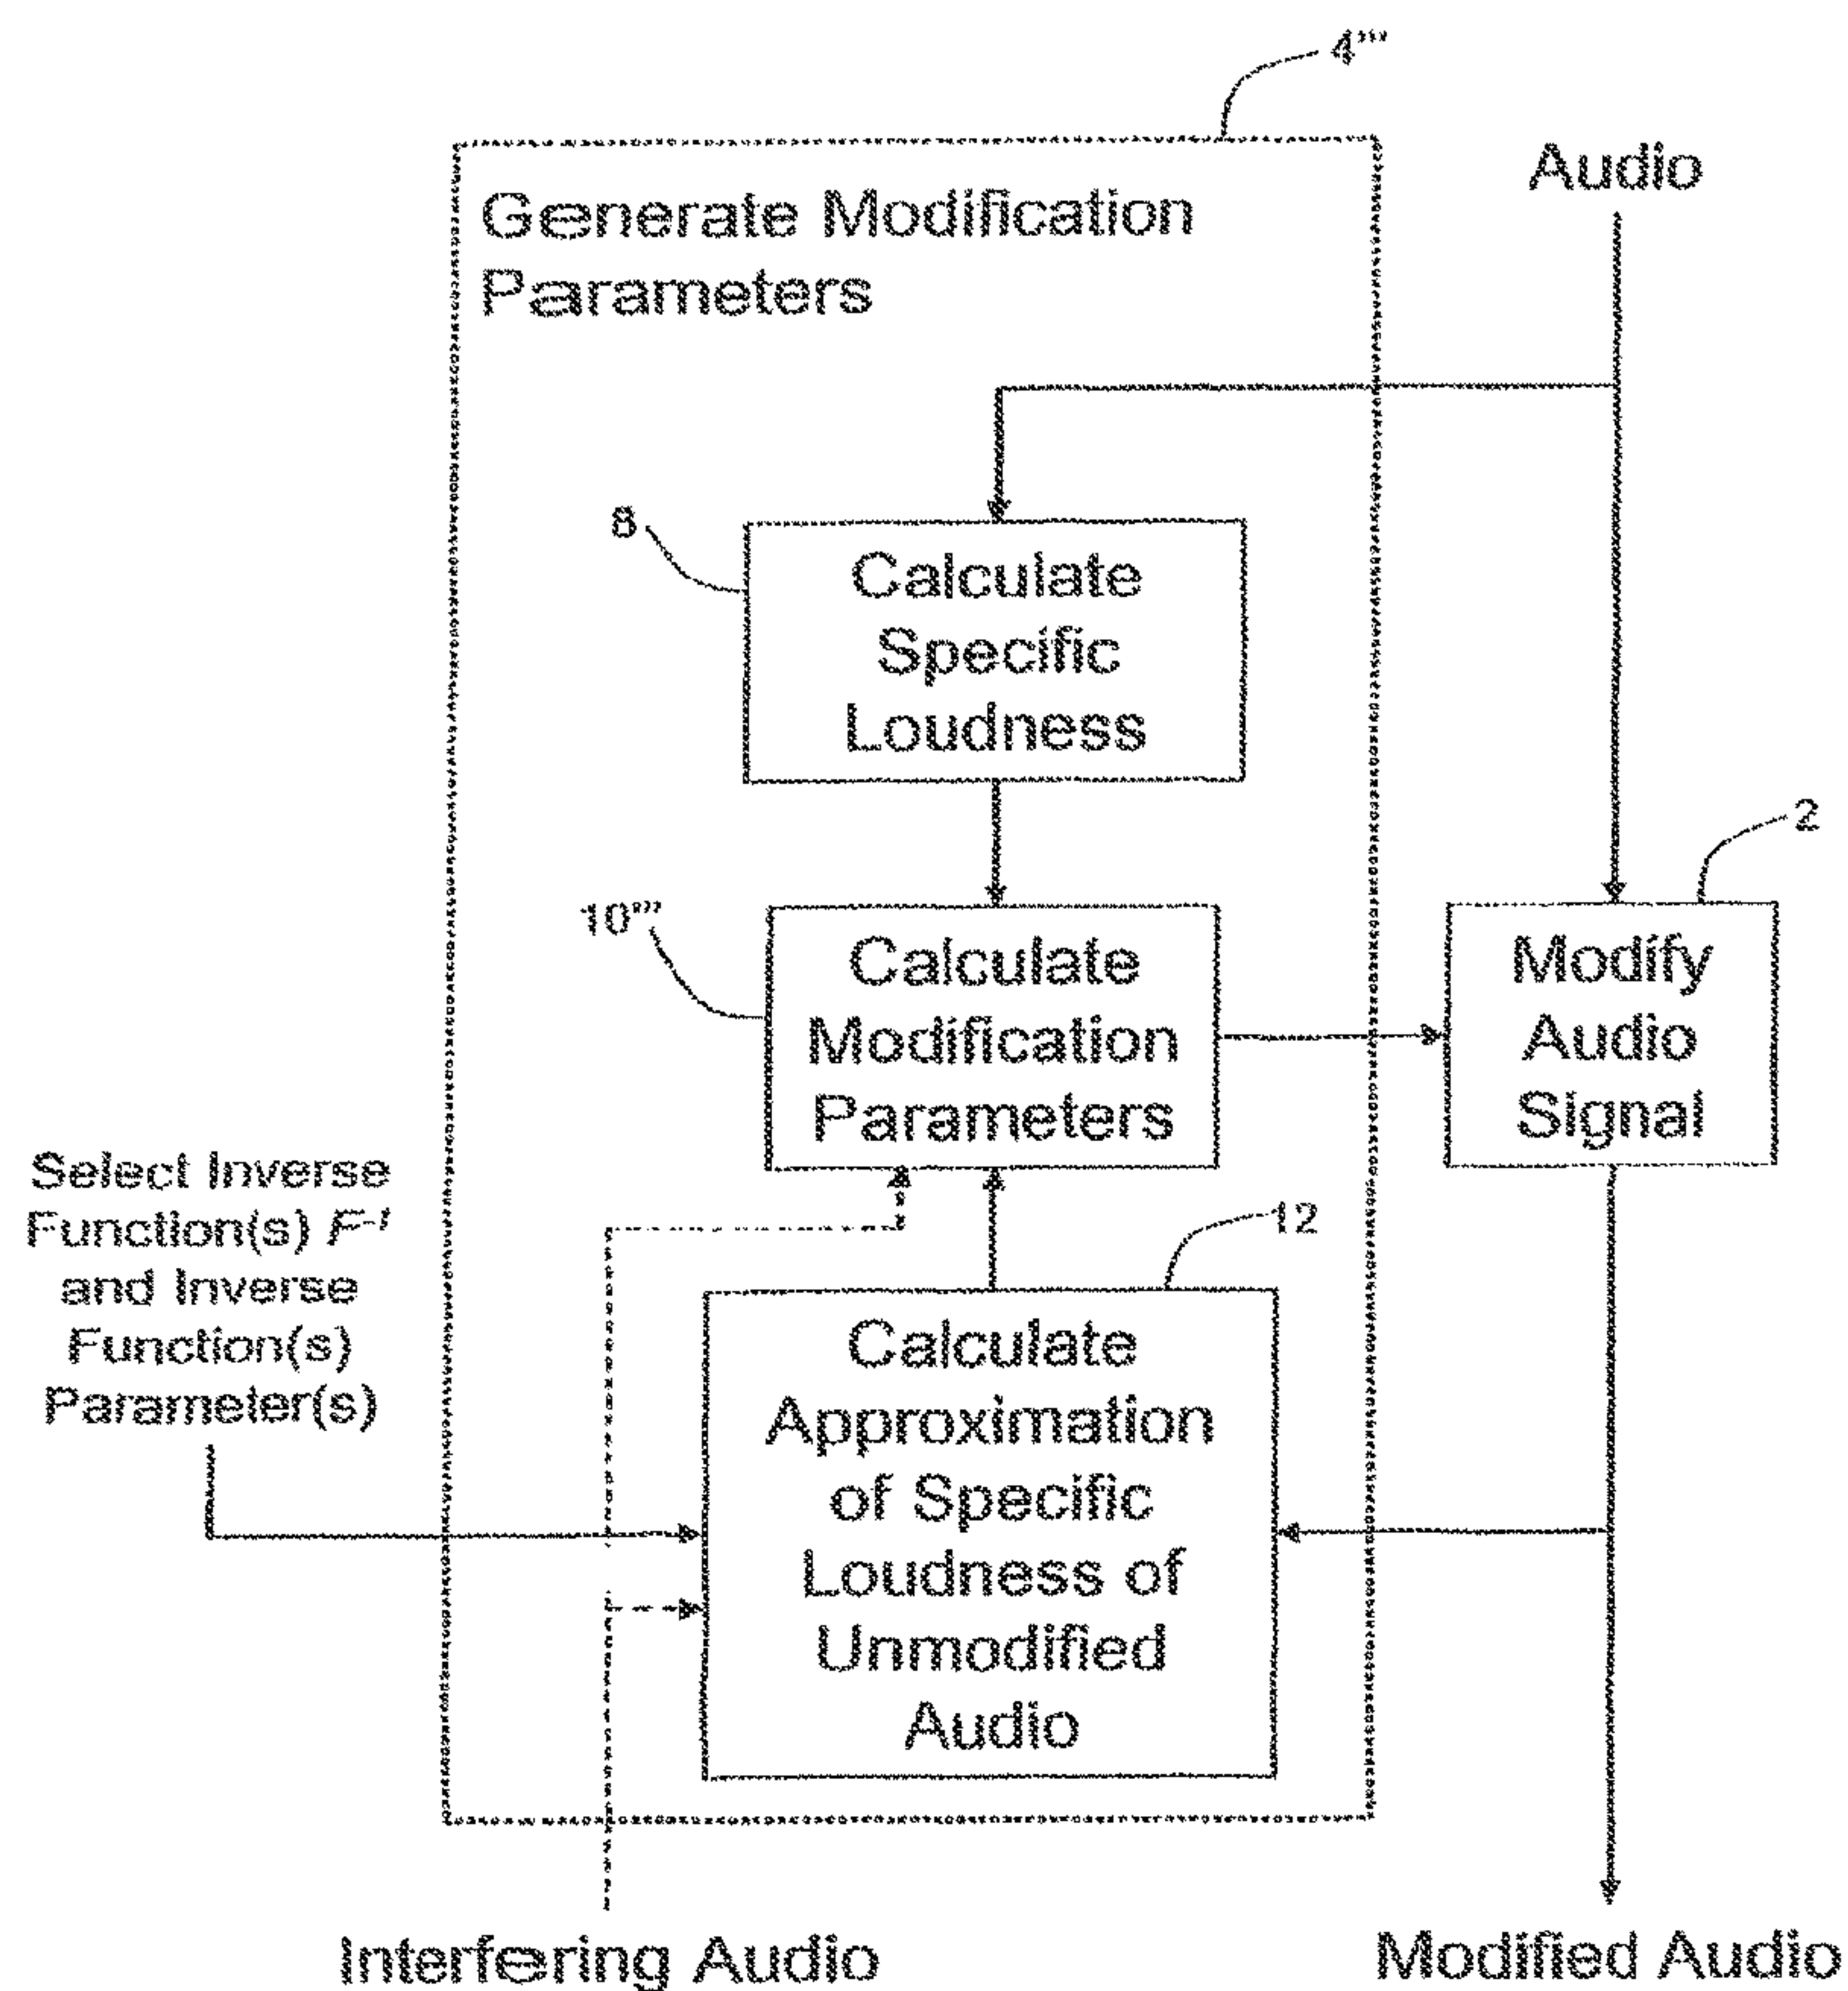 4""
Audio
Generate Modification
Parameters
8
Calculate
Specific
Loudness
2
10""
Calculate
Modification
Parameters
Modify
Audio
Signal
Select Inverse
Function(s) F-1
and Inverse
Function(s)
Parameter(s)
12
Calculate
Approximation
of Specific
Loudness of
Unmodified
Audio
Interfering Audio
Modified Audio